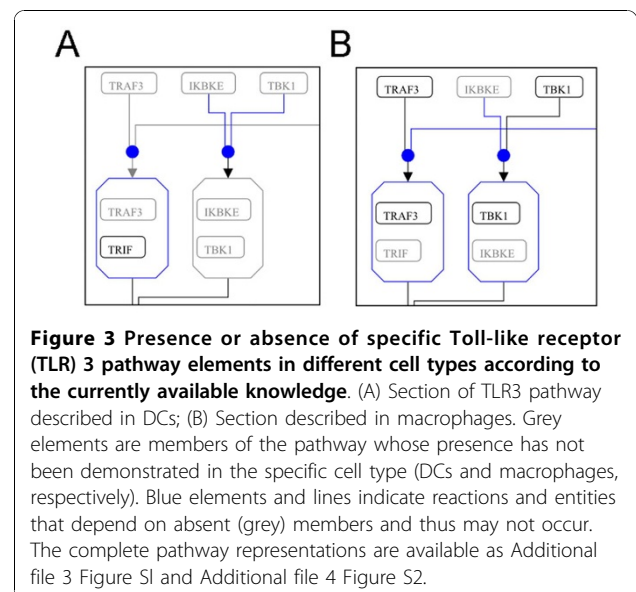 A
B
TRAF3 IKBKE TBK1
TRAF3 IKBKE TBK1
TRAF3 IKBKE
TRIF TBK1
TRAF3 TBK1
TRIF IKBKE
Figure 3 Presence or absence of specific Toll-like receptor
(TLR) 3 pathway elements in different cell types according to
the currently available knowledge. (A) Section of TLR3 pathway
described in DCs; (B) Section described in macrophages. Grey
elements are members of the pathway whose presence has not
been demonstrated in the specific cell type (DCs and macrophages,
respectively). Blue elements and lines indicate reactions and entities
that depend on absent (grey) members and thus may not occur.
The complete pathway representations are available as Additional
file 3 Figure Sl and Additional file 4 Figure S2.